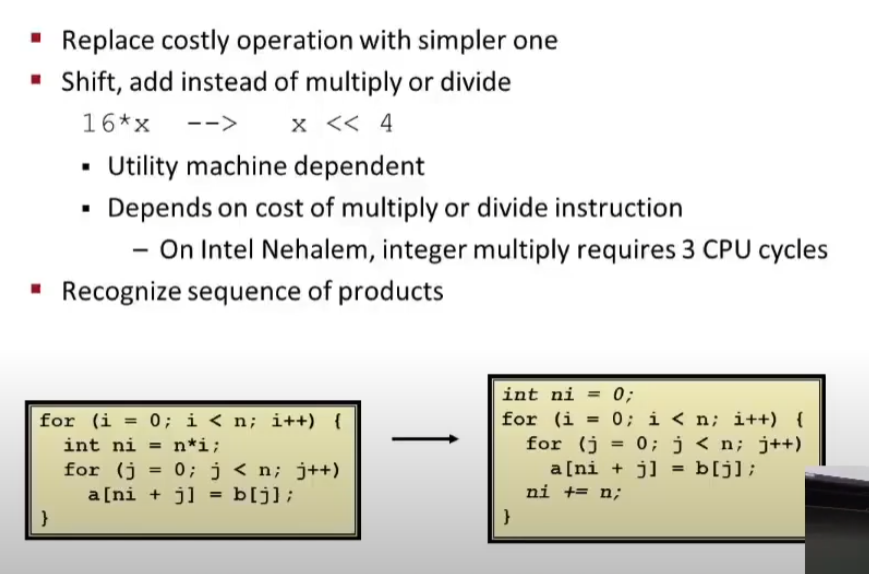 ▪ Replace costly operation with simpler one
▪ Shift, add instead of multiply or divide
16*x --> x << 4
▪ Utility machine dependent
▪ Depends on cost of multiply or divide instruction
– On Intel Nehalem, integer multiply requires 3 CPU cycles
▪ Recognize sequence of products
for (i = 0; i < n; i++) {
int ni = n*i;
for (j = 0; j < n; j++)
a[ni + j] = b[j];
}
int ni = 0;
for (i = 0; i < n; i++) {
for (j = 0; j < n; j++)
a[ni + j] = b[j];
ni += n;
}